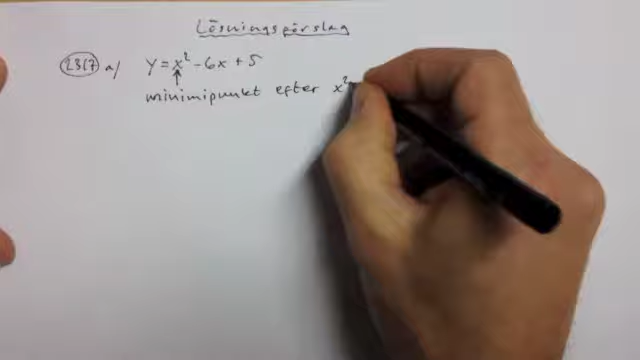 Lösningsförslag
2317 a) y = x² - 6x + 5
minimipunkt efter x²